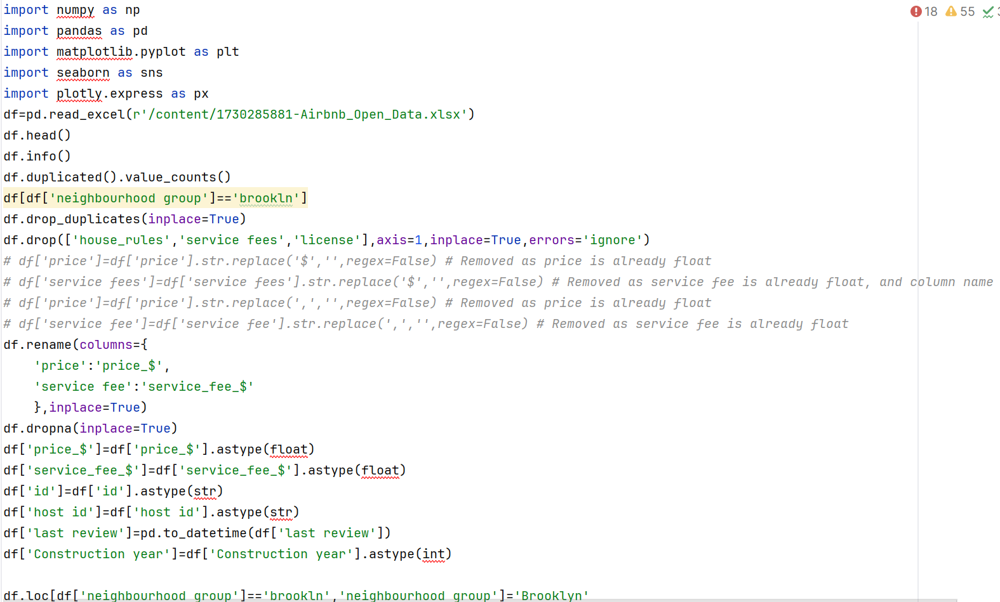 import numpy as np
18 55 3
import pandas as pd
import matplotlib.pyplot as plt
import seaborn as sns
import plotly.express as px
df=pd.read_excel(r'/content/1730285881-Airbnb_Open_Data.xlsx')
df.head()
df.info()
df.duplicated().value_counts()
df[df['neighbourhood group']=='brookln']
df.drop_duplicates(inplace=True)
df.drop(['house_rules','service fees','license'],axis=1,inplace=True,errors='ignore')
# df['price']=df['price'].str.replace('$','',regex=False) # Removed as price is already float
# df['service fees']=df['service fees'].str.replace('$','',regex=False) # Removed as service fee is already float, and column name
# df['price']=df['price'].str.replace(',','',regex=False) # Removed as price is already float
# df['service fee']=df['service fee'].str.replace(',','',regex=False) # Removed as service fee is already float
df.rename(columns={
    'price':'price_$',
    'service fee':'service_fee_$'
    },inplace=True)
df.dropna(inplace=True)
df['price_$']=df['price_$'].astype(float)
df['service_fee_$']=df['service_fee_$'].astype(float)
df['id']=df['id'].astype(str)
df['host id']=df['host id'].astype(str)
df['last review']=pd.to_datetime(df['last review'])
df['Construction year']=df['Construction year'].astype(int)
df.loc[df['neighbourhood group']=='brookln','neighbourhood group']='Brooklyn'